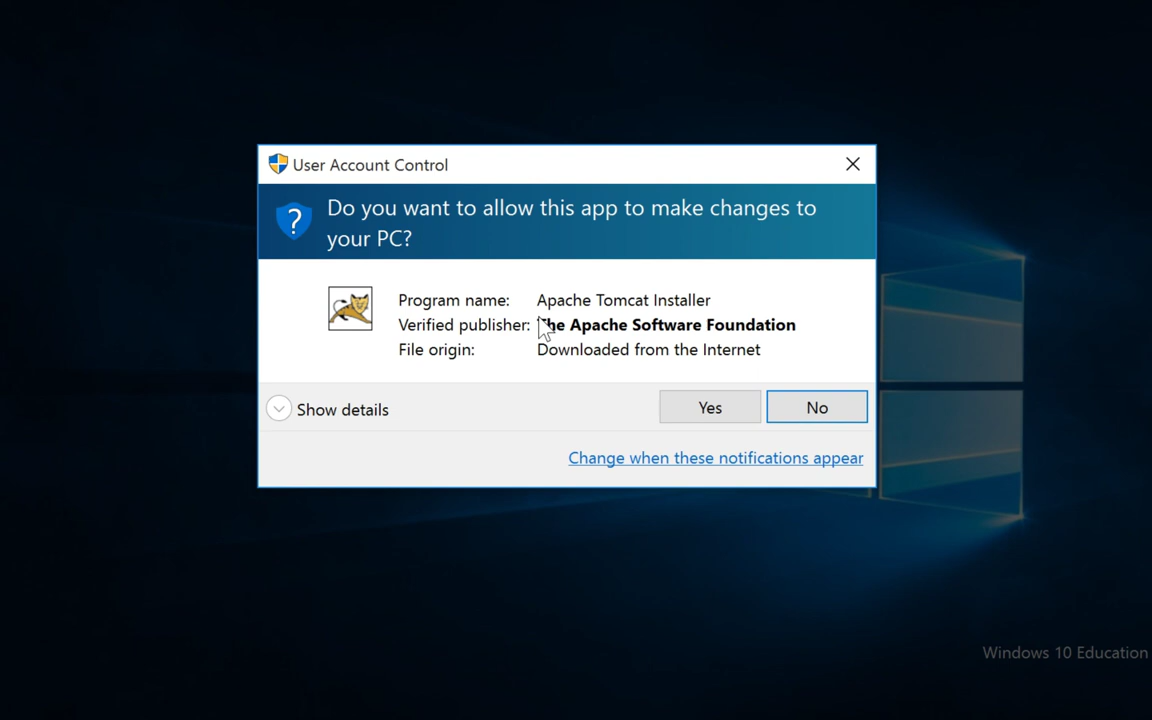 User Account Control
Do you want to allow this app to make changes to
your PC?
Program name: Apache Tomcat Installer
Verified publisher: The Apache Software Foundation
File origin: Downloaded from the Internet
Show details
Yes
No
Change when these notifications appear
Windows 10 Education